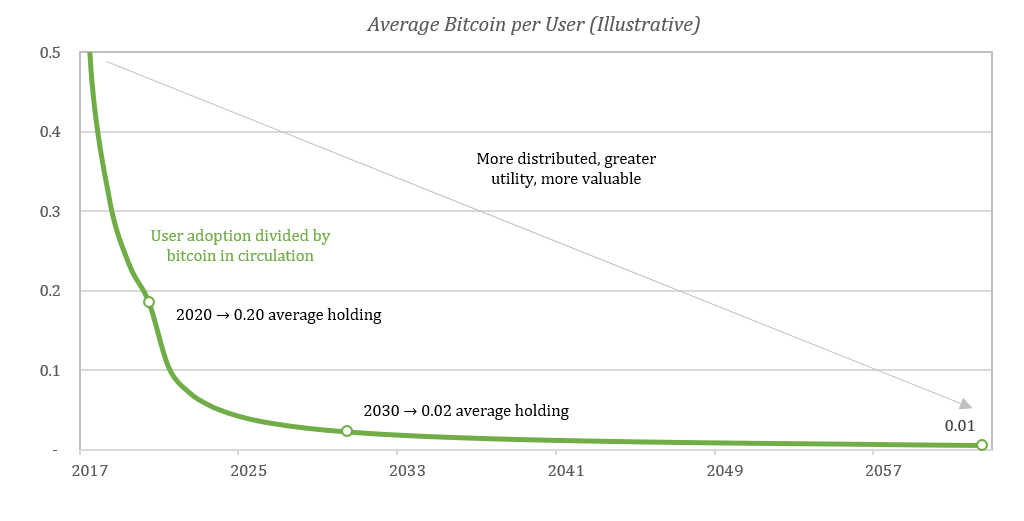 Average Bitcoin per User (Illustrative)
0.5
0.4
0.3
0.2
0.1
-
More distributed, greater
utility, more valuable
User adoption divided by
bitcoin in circulation
2020 → 0.20 average holding
2030 → 0.02 average holding
0.01
2017 2025 2033 2041 2049 2057